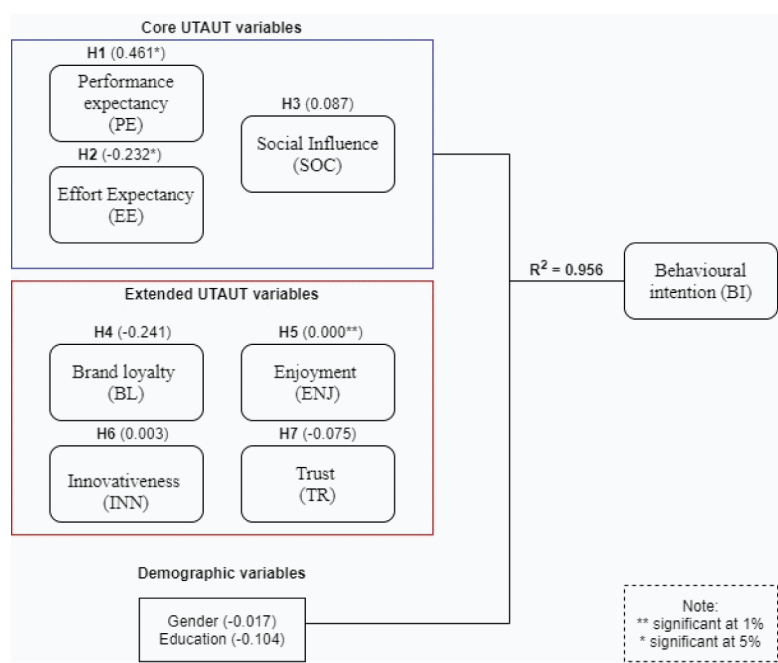 Core UTAUT variables
H1 (0.461*)
Performance
expectancy
(PE)
H3 (0.087)
Social Influence
(SOC)
H2 (-0.232*)
Effort Expectancy
(EE)
R² = 0.956
Behavioural
intention (BI)
Extended UTAUT variables
H4 (-0.241)
Brand loyalty
(BL)
H5 (0.000**)
Enjoyment
(ENJ)
H6 (0.003)
Innovativeness
(INN)
H7 (-0.075)
Trust
(TR)
Demographic variables
Gender (-0.017)
Education (-0.104)
Note:
** significant at 1%
* significant at 5%